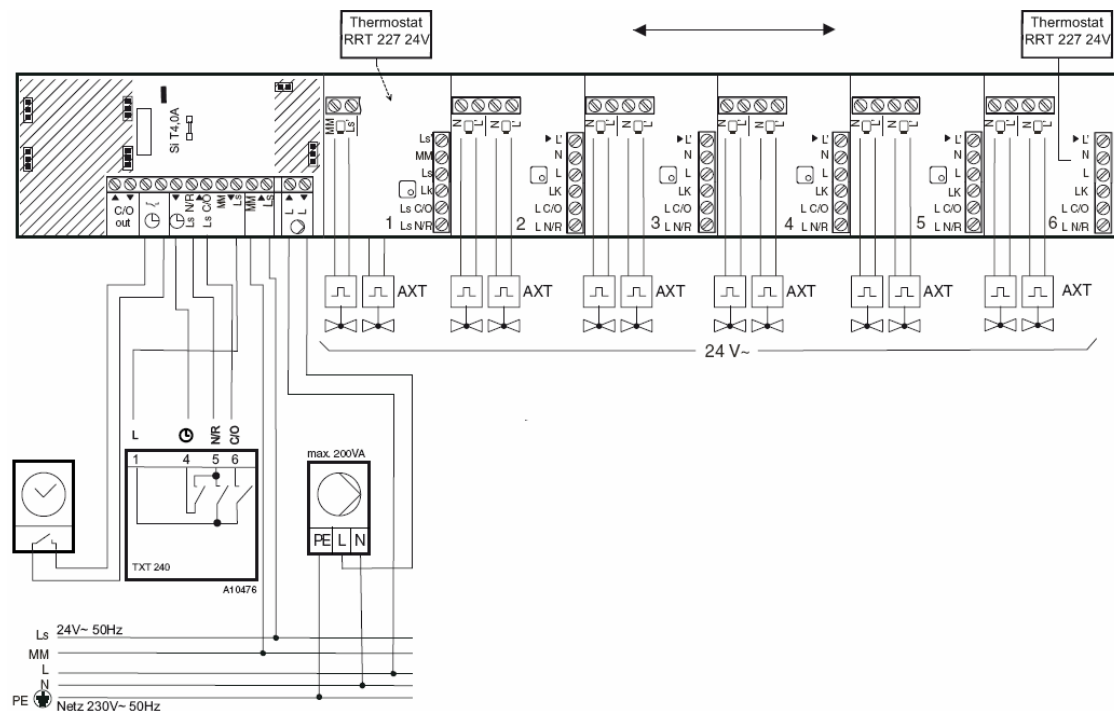 Thermostat
RRT 227 24V
Thermostat
RRT 227 24V
Si T4,0A
MM Ls'
N L' N L'
N L' N L'
N L' N L'
N L' N L'
N L' N L'
C/O
out
Ls N/R
Ls C/O
MM
Ls
MM
Ls
L
L
Ls'
MM
Ls
Lk
Ls C/O
1 Ls N/R
L'
N
L
LK
L C/O
2 L N/R
L'
N
L
LK
L C/O
3 L N/R
L'
N
L
LK
L C/O
4 L N/R
L'
N
L
LK
L C/O
5 L N/R
L'
N
L
LK
L C/O
6 L N/R
AXT
AXT
AXT
AXT
AXT
AXT
24 V~
L N/R C/O
1 4 5 6
TXT 240
A10476
max. 200VA
PE L N
Ls 24V~ 50Hz
MM
L
N
PE Netz 230V~ 50Hz